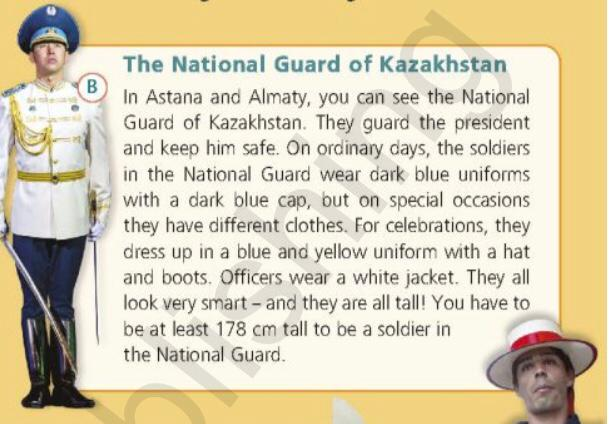 The National Guard of Kazakhstan
B
In Astana and Almaty, you can see the National
Guard of Kazakhstan. They guard the president
and keep him safe. On ordinary days, the soldiers
in the National Guard wear dark blue uniforms
with a dark blue cap, but on special occasions
they have different clothes. For celebrations, they
dress up in a blue and yellow uniform with a hat
and boots. Officers wear a white jacket. They all
look very smart – and they are all tall! You have to
be at least 178 cm tall to be a soldier in
the National Guard.
blishing